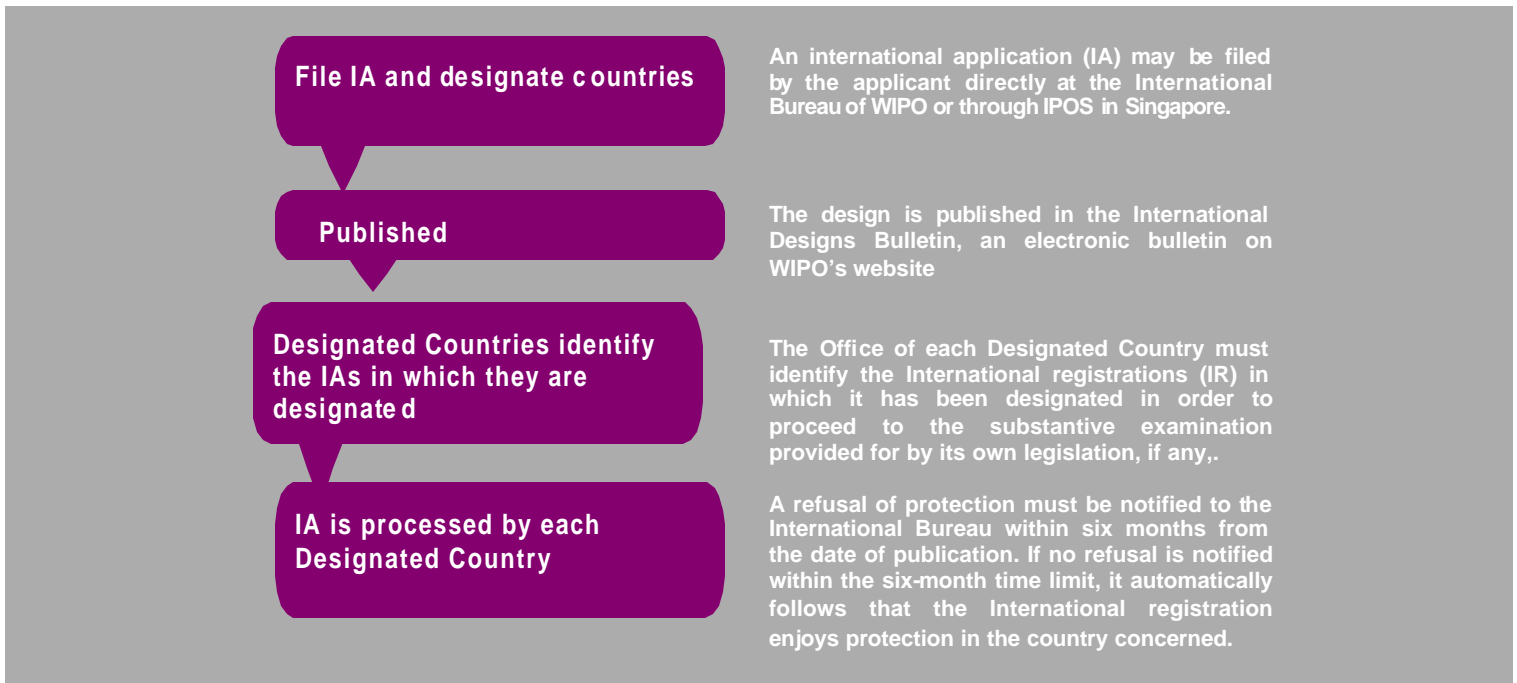 File IA and designate countries
An international application (IA) may be filed
by the applicant directly at the International
Bureau of WIPO or through IPOS in Singapore.
Published
The design is published in the International
Designs Bulletin, an electronic bulletin on
WIPO’s website
Designated Countries identify
the IAs in which they are
designated
The Office of each Designated Country must
identify the International registrations (IR) in
which it has been designated in order to
proceed to the substantive examination
provided for by its own legislation, if any,.
IA is processed by each
Designated Country
A refusal of protection must be notified to the
International Bureau within six months from
the date of publication. If no refusal is notified
within the six-month time limit, it automatically
follows that the International registration
enjoys protection in the country concerned.